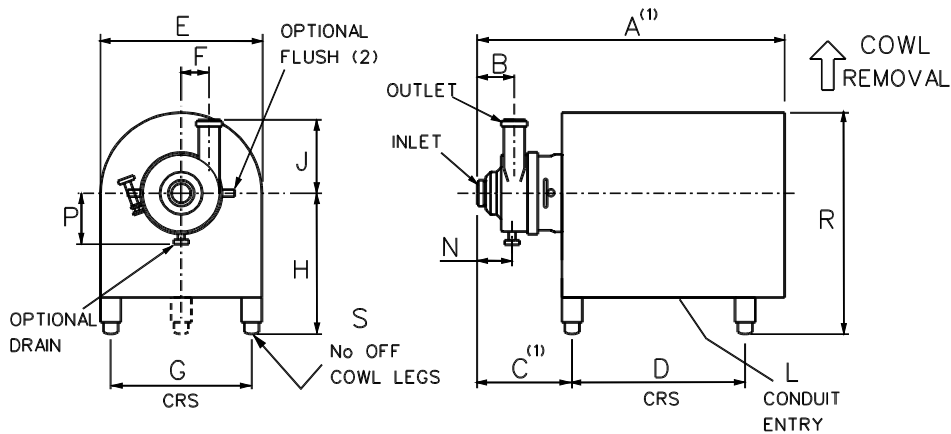 E
F
OPTIONAL
FLUSH (2)
J
P
H
OPTIONAL
DRAIN
G
CRS
S
No OFF
COWL LEGS
A(1)
B
OUTLET
INLET
COWL
REMOVAL
N
R
C(1)
D
CRS
L
CONDUIT
ENTRY